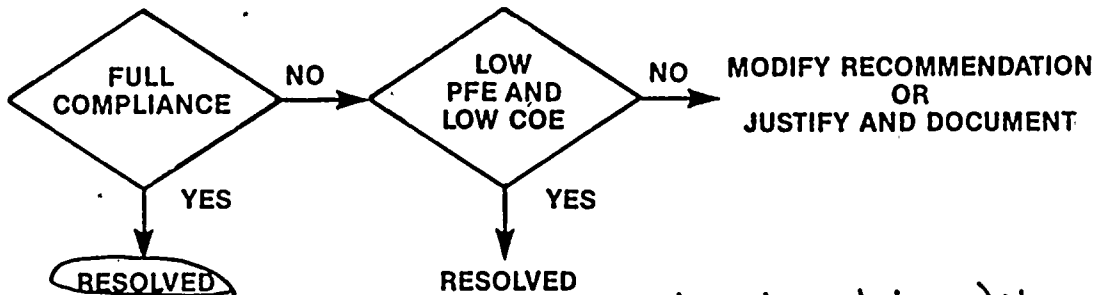 FULL
COMPLIANCE
NO
LOW
PFE AND
LOW COE
NO
MODIFY RECOMMENDATION
OR
JUSTIFY AND DOCUMENT
YES
YES
RESOLVED
RESOLVED